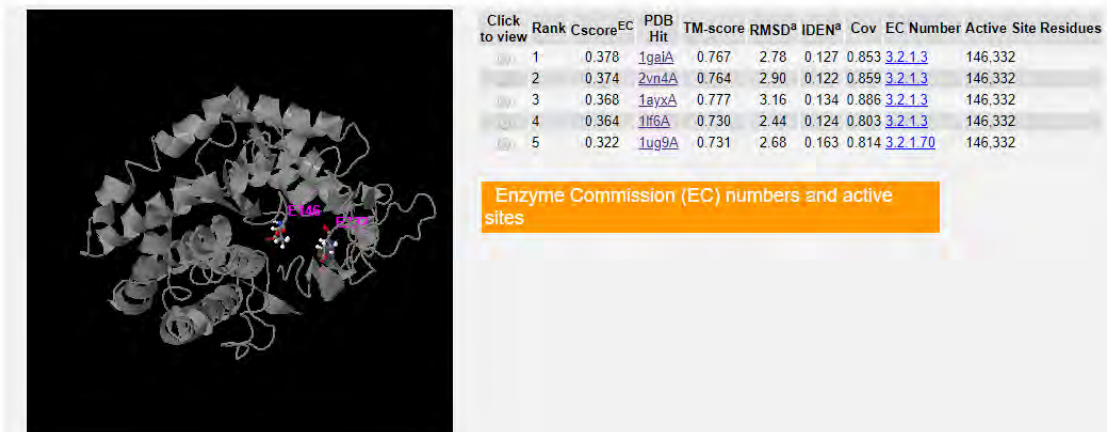 Click to view Rank Cscore^EC PDB Hit TM-score RMSD^a IDEN^a Cov EC Number Active Site Residues
1 0.378 1gaiA 0.767 2.78 0.127 0.853 3.2.1.3 146,332
2 0.374 2vn4A 0.764 2.90 0.122 0.859 3.2.1.3 146,332
3 0.368 1ayxA 0.777 3.16 0.134 0.886 3.2.1.3 146,332
4 0.364 1lf6A 0.730 2.44 0.124 0.803 3.2.1.3 146,332
5 0.322 1ug9A 0.731 2.68 0.163 0.814 3.2.1.70 146,332
E146
Enzyme Commission (EC) numbers and active
sites